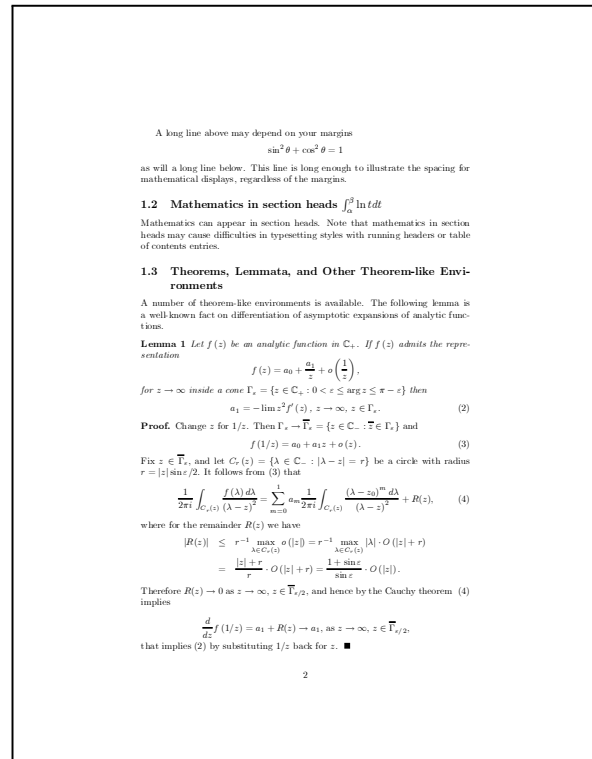 A long line above may depend on your margins
sin² θ + cos² θ = 1
as will a long line below. This line is long enough to illustrate the spacing for
mathematical displays, regardless of the margins.
1.2 Mathematics in section heads ∫_α^β ln tdt
Mathematics can appear in section heads. Note that mathematics in section
heads may cause difficulties in typesetting styles with running headers or table
of contents entries.
1.3 Theorems, Lemmata, and Other Theorem-like Envi-
ronments
A number of theorem-like environments is available. The following lemma is
a well-known fact on differentiation of asymptotic expansions of analytic func-
tions.
Lemma 1 Let f (z) be an analytic function in ℂ₊. If f (z) admits the repre-
sentation
f (z) = a₀ + a₁/z + o (1/z),
for z → ∞ inside a cone Γ_ε = {z ∈ ℂ₊ : 0 < ε ≤ arg z ≤ π − ε} then
a₁ = − lim z² f′ (z) , z → ∞, z ∈ Γ_ε. (2)
Proof. Change z for 1/z. Then Γ_ε → Γ̅_ε = {z ∈ ℂ₋ : z̅ ∈ Γ_ε} and
f (1/z) = a₀ + a₁z + o (z) . (3)
Fix z ∈ Γ̅_ε, and let C_r (z) = {λ ∈ ℂ₋ : |λ − z| = r} be a circle with radius
r = |z| sin ε/2. It follows from (3) that
1/2πi ∫_{C_r(z)} f (λ) dλ/(λ − z)² = ∑_{m=0}^1 a_m 1/2πi ∫_{C_r(z)} (λ − z₀)^m dλ/(λ − z)² + R(z), (4)
where for the remainder R(z) we have
|R(z)| ≤ r⁻¹ max_{λ∈C_r(z)} o (|z|) = r⁻¹ max_{λ∈C_r(z)} |λ| · O (|z| + r)
= |z| + r/r · O (|z| + r) = 1 + sin ε/sin ε · O (|z|) .
Therefore R(z) → 0 as z → ∞, z ∈ Γ̅_{ε/2}, and hence by the Cauchy theorem (4)
implies
d/dz f (1/z) = a₁ + R(z) → a₁, as z → ∞, z ∈ Γ̅_{ε/2},
that implies (2) by substituting 1/z back for z. ■
2